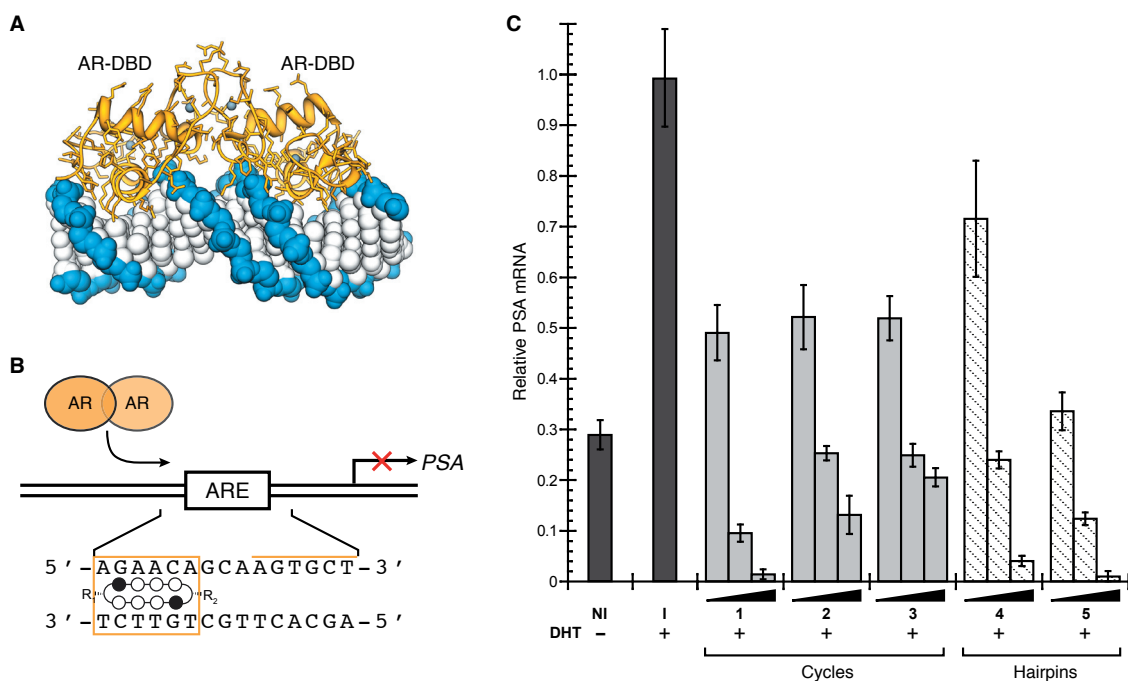 A
AR-DBD AR-DBD
B
AR AR
ARE
PSA
5′-AGAACAGCAAGTGCT-3′
R1 R2
3′-TCTTGTCGTTCACGA-5′
C
Relative PSA mRNA
1.0
0.9
0.8
0.7
0.6
0.5
0.4
0.3
0.2
0.1
0
NI I 1 2 3 4 5
DHT – + + + + + +
Cycles Hairpins